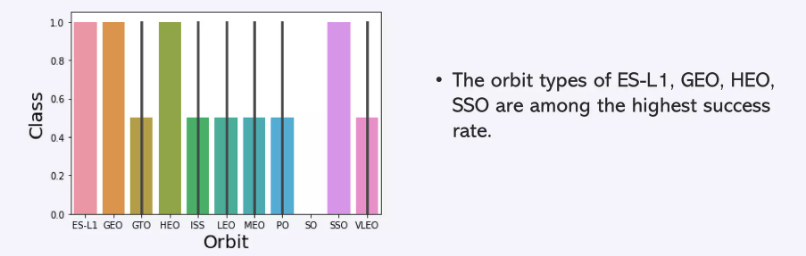 1.0
0.8
0.6
0.4
0.2
0.0
Class
ES-L1 GEO GTO HEO ISS LEO MEO PO SO SSO VLEO
Orbit
• The orbit types of ES-L1, GEO, HEO,
SSO are among the highest success
rate.